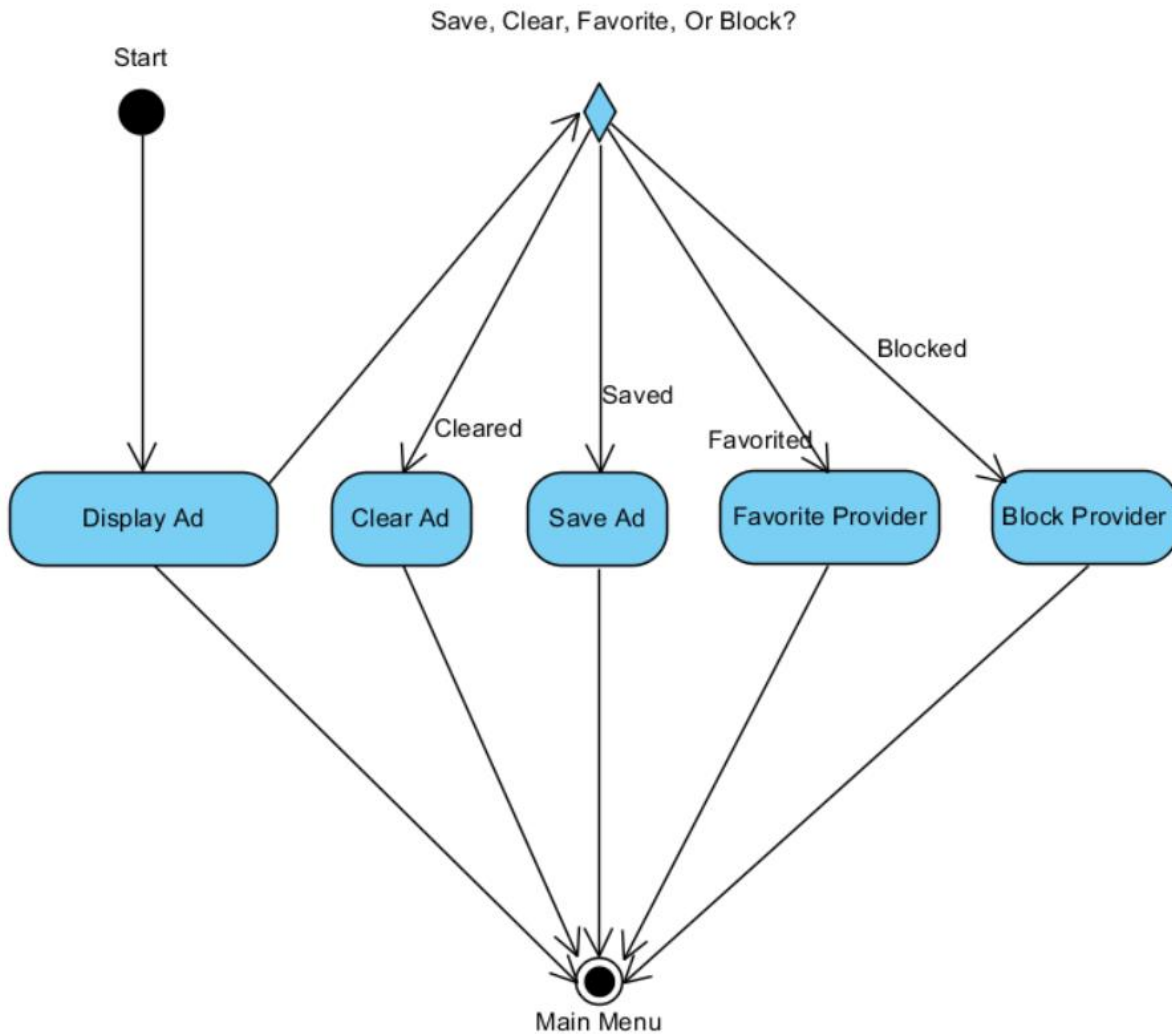 Save, Clear, Favorite, Or Block?
Start
Blocked
Saved
Cleared
Favorited
Display Ad
Clear Ad
Save Ad
Favorite Provider
Block Provider
Main Menu